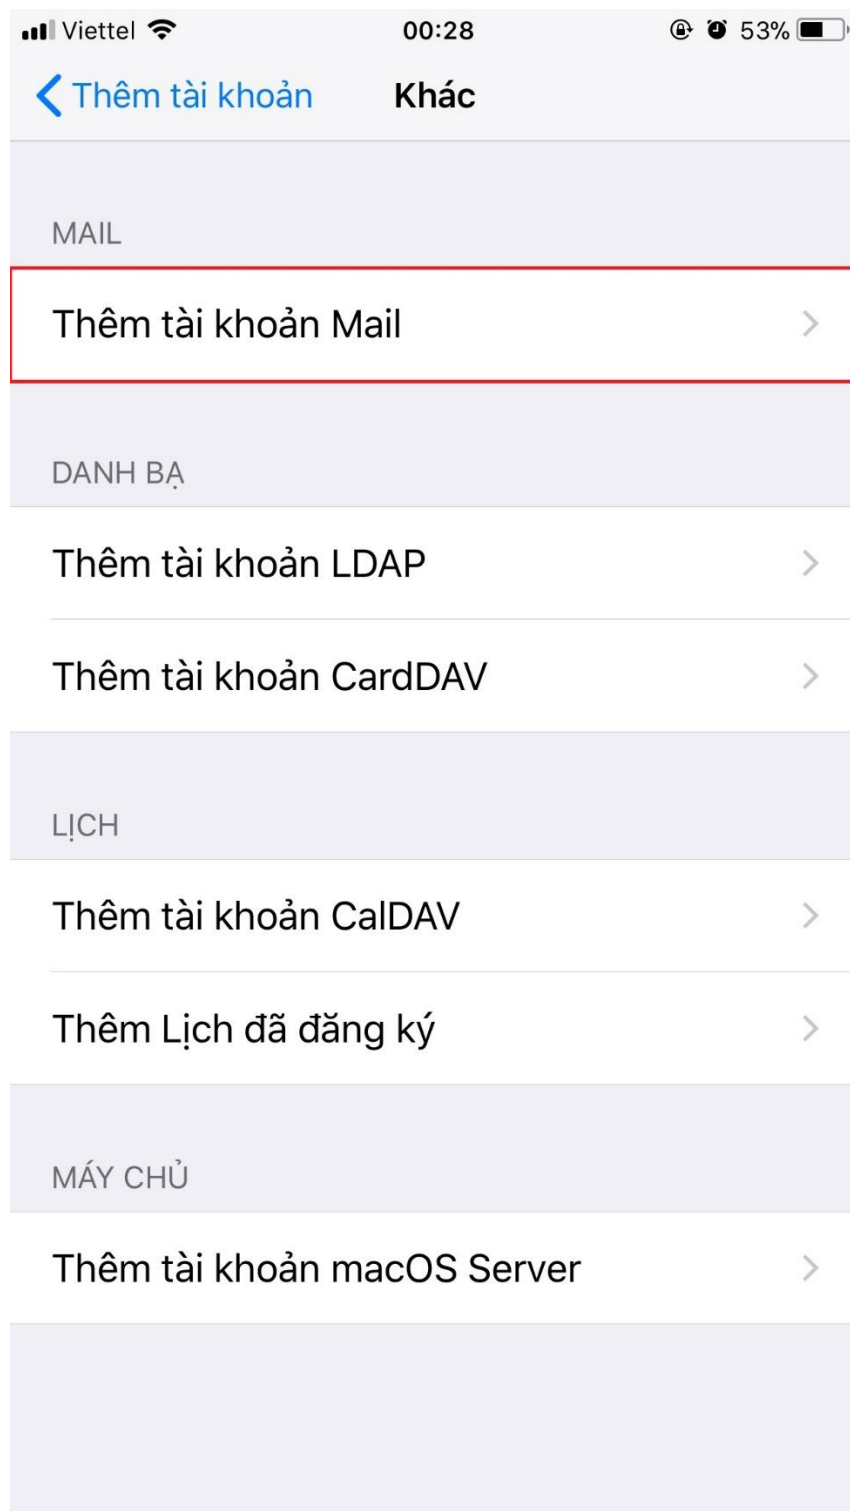 Viettel 00:28 53%
Thêm tài khoản Khác
MAIL
Thêm tài khoản Mail
DANH BẠ
Thêm tài khoản LDAP
Thêm tài khoản CardDAV
LỊCH
Thêm tài khoản CalDAV
Thêm Lịch đã đăng ký
MÁY CHỦ
Thêm tài khoản macOS Server